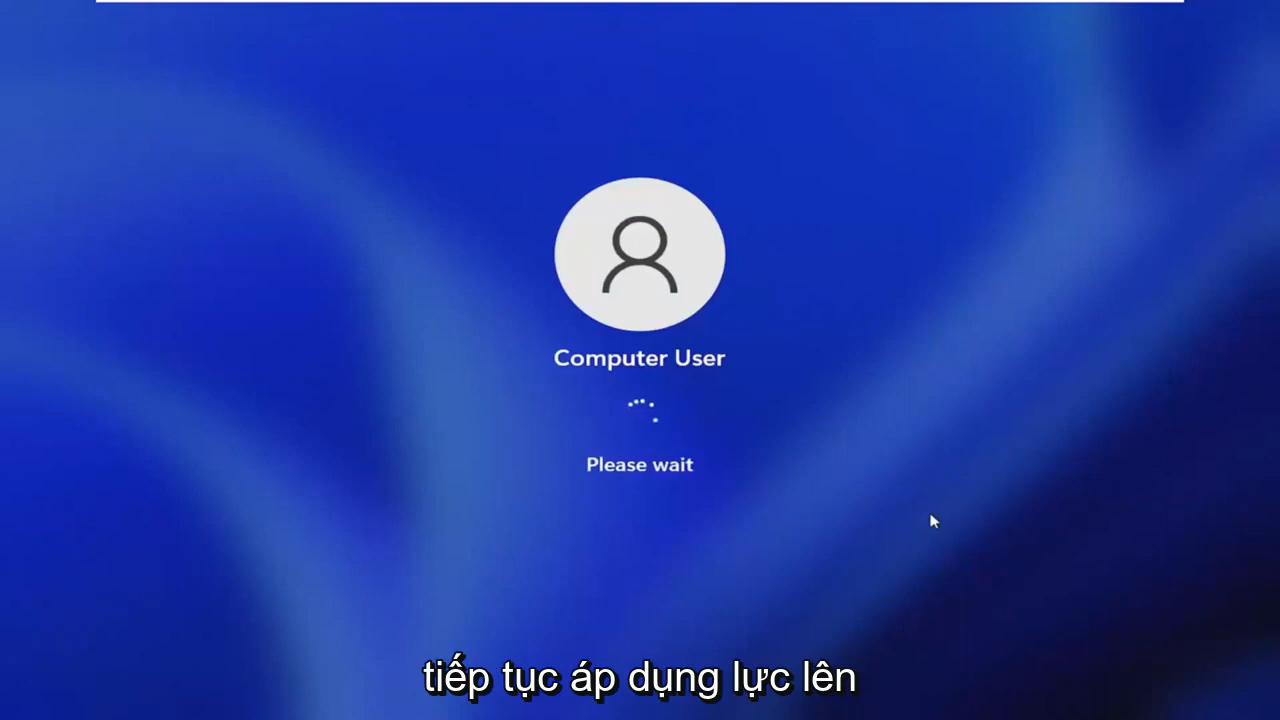 Computer User
Please wait
tiếp tục áp dụng lực lên